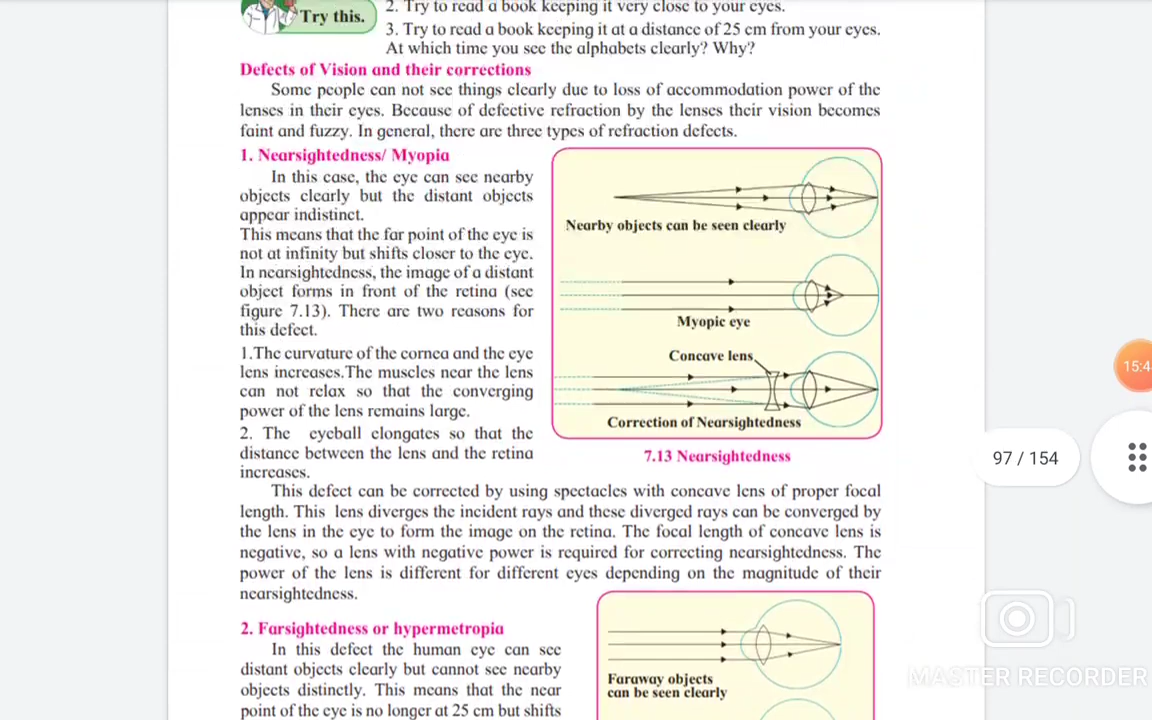 2. Try to read a book keeping it very close to your eyes.
Try this.
3. Try to read a book keeping it at a distance of 25 cm from your eyes.
At which time you see the alphabets clearly? Why?
Defects of Vision and their corrections
Some people can not see things clearly due to loss of accommodation power of the
lenses in their eyes. Because of defective refraction by the lenses their vision becomes
faint and fuzzy. In general, there are three types of refraction defects.
1. Nearsightedness/ Myopia
In this case, the eye can see nearby
objects clearly but the distant objects
appear indistinct.
This means that the far point of the eye is
not at infinity but shifts closer to the eye.
In nearsightedness, the image of a distant
object forms in front of the retina (see
figure 7.13). There are two reasons for
this defect.
1.The curvature of the cornea and the eye
lens increases.The muscles near the lens
can not relax so that the converging
power of the lens remains large.
2. The eyeball elongates so that the
distance between the lens and the retina
increases.
Nearby objects can be seen clearly
Myopic eye
Concave lens
Correction of Nearsightedness
7.13 Nearsightedness
This defect can be corrected by using spectacles with concave lens of proper focal
length. This lens diverges the incident rays and these diverged rays can be converged by
the lens in the eye to form the image on the retina. The focal length of concave lens is
negative, so a lens with negative power is required for correcting nearsightedness. The
power of the lens is different for different eyes depending on the magnitude of their
nearsightedness.
2. Farsightedness or hypermetropia
In this defect the human eye can see
distant objects clearly but cannot see nearby
objects distinctly. This means that the near
point of the eye is no longer at 25 cm but shifts
Faraway objects
can be seen clearly
15:4
97 / 154
MASTER RECORDER